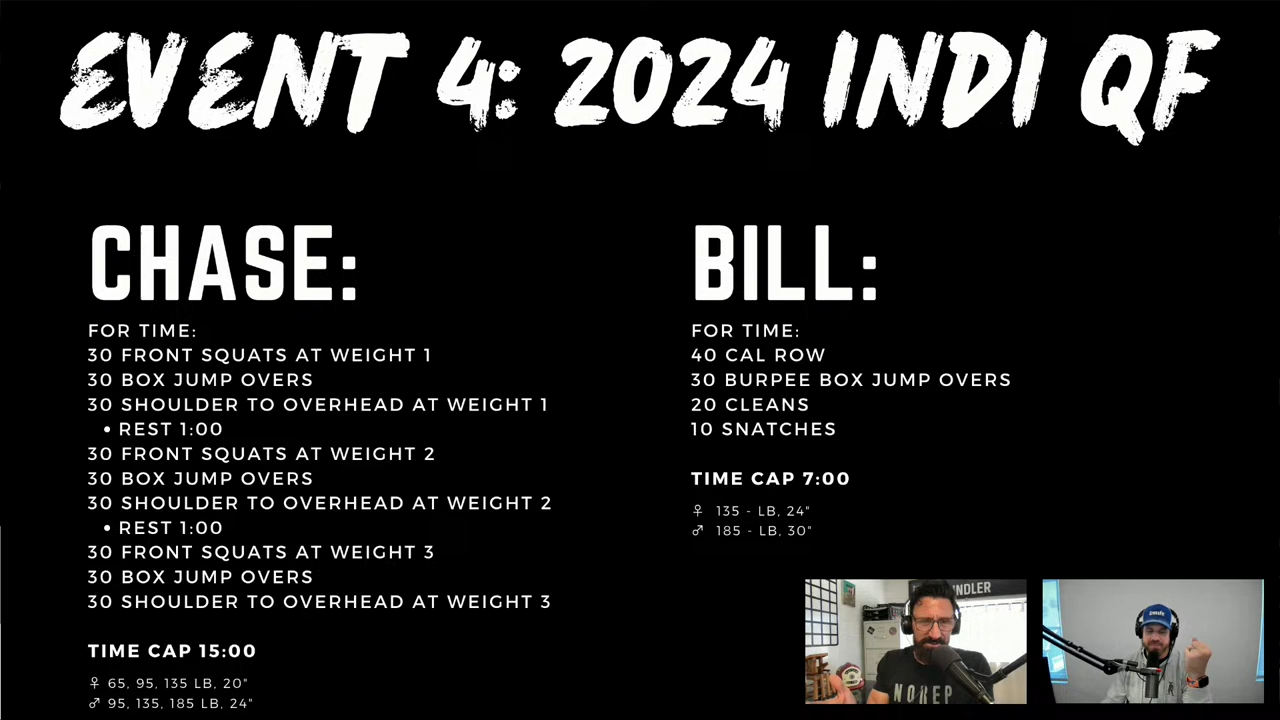 EVENT 4: 2024 INDI QF
CHASE:
FOR TIME:
30 FRONT SQUATS AT WEIGHT 1
30 BOX JUMP OVERS
30 SHOULDER TO OVERHEAD AT WEIGHT 1
• REST 1:00
30 FRONT SQUATS AT WEIGHT 2
30 BOX JUMP OVERS
30 SHOULDER TO OVERHEAD AT WEIGHT 2
• REST 1:00
30 FRONT SQUATS AT WEIGHT 3
30 BOX JUMP OVERS
30 SHOULDER TO OVERHEAD AT WEIGHT 3
TIME CAP 15:00
♀ 65, 95, 135 LB, 20"
♂ 95, 135, 185 LB, 24"
BILL:
FOR TIME:
40 CAL ROW
30 BURPEE BOX JUMP OVERS
20 CLEANS
10 SNATCHES
TIME CAP 7:00
♀ 135 - LB, 24"
♂ 185 - LB, 30"
NOREP